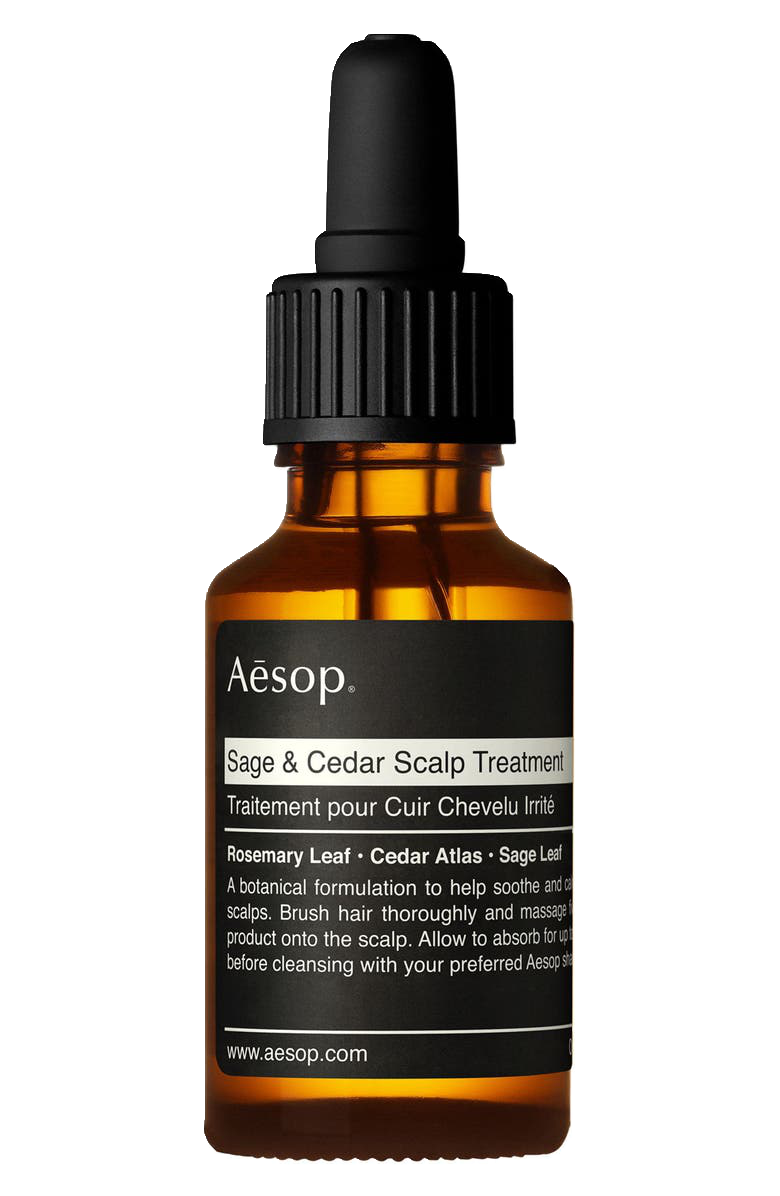 Aēsop®
Sage & Cedar Scalp Treatment
Traitement pour Cuir Chevelu Irrité
Rosemary Leaf • Cedar Atlas • Sage Leaf
A botanical formulation to help soothe and
scalps. Brush hair thoroughly and massage
product onto the scalp. Allow to absorb for up
before cleansing with your preferred Aesop
www.aesop.com